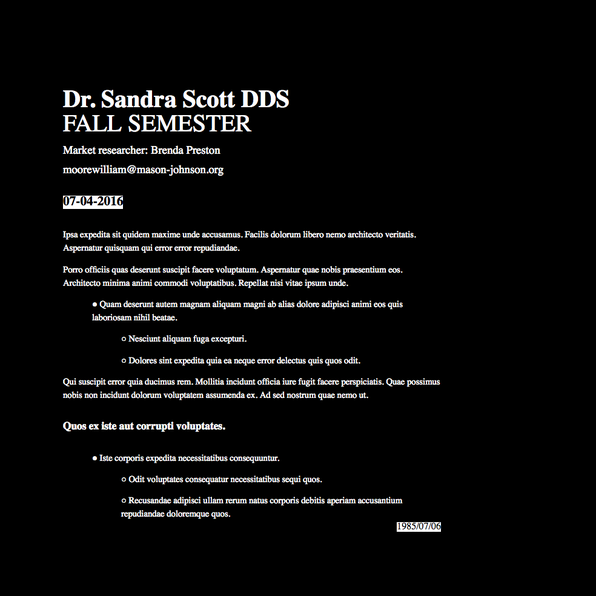 Dr. Sandra Scott DDS
FALL SEMESTER
Market researcher: Brenda Preston
moorewilliam@mason-johnson.org
07-04-2016
Ipsa expedita sit quidem maxime unde accusamus. Facilis dolorum libero nemo architecto veritatis.
Aspernatur quisquam qui error error repudiandae.
Porro officiis quas deserunt suscipit facere voluptatum. Aspernatur quae nobis praesentium eos.
Architecto minima animi commodi voluptatibus. Repellat nisi vitae ipsum unde.
● Quam deserunt autem magnam aliquam magni ab alias dolore adipisci animi eos quis
laboriosam nihil beatae.
○ Nesciunt aliquam fuga excepturi.
○ Dolores sint expedita quia ea neque error delectus quis quos odit.
Qui suscipit error quia ducimus rem. Mollitia incidunt officia iure fugit facere perspiciatis. Quae possimus
nobis non incidunt dolorum voluptatem assumenda ex. Ad sed nostrum quae nemo ut.
Quos ex iste aut corrupti voluptates.
● Iste corporis expedita necessitatibus consequuntur.
○ Odit voluptates consequatur necessitatibus sequi quos.
○ Recusandae adipisci ullam rerum natus corporis debitis aperiam accusantium
repudiandae doloremque quos.
1985/07/06